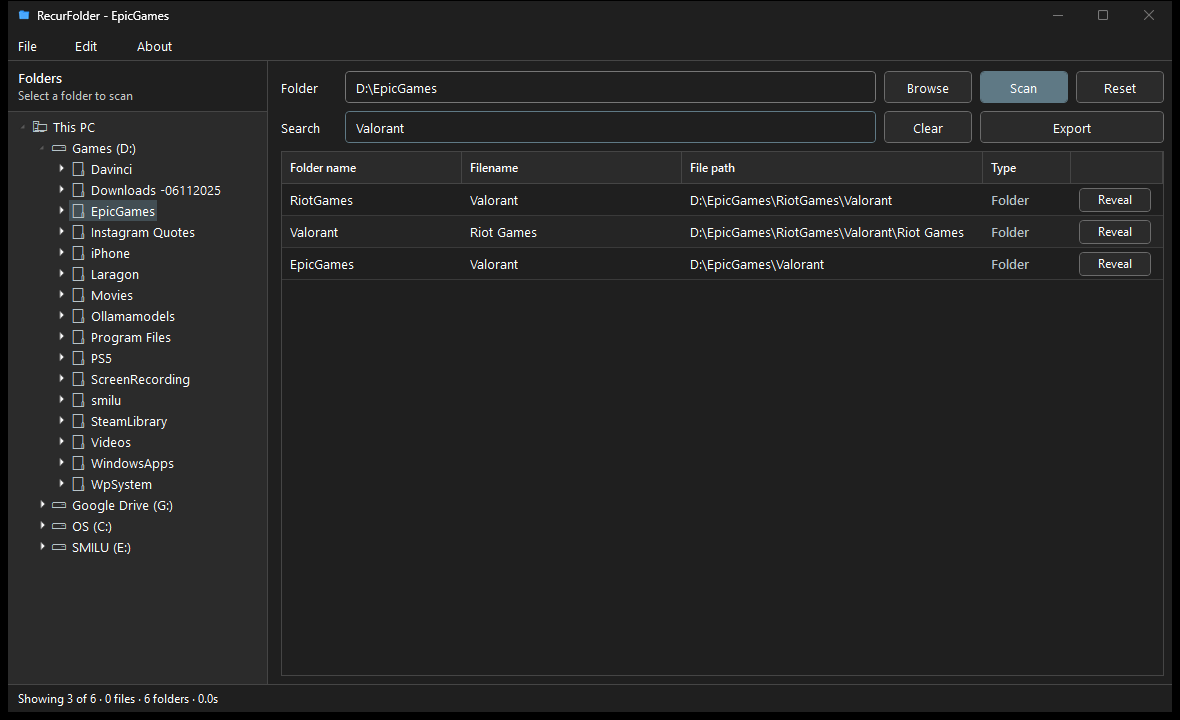 RecurFolder - EpicGames
File Edit About
Folders
Select a folder to scan
This PC
Games (D:)
Davinci
Downloads -06112025
EpicGames
Instagram Quotes
iPhone
Laragon
Movies
Ollamamodels
Program Files
PS5
ScreenRecording
smilu
SteamLibrary
Videos
WindowsApps
WpSystem
Google Drive (G:)
OS (C:)
SMILU (E:)
Folder D:\EpicGames Browse Scan Reset
Search Valorant Clear Export
Folder name Filename File path Type
RiotGames Valorant D:\EpicGames\RiotGames\Valorant Folder Reveal
Valorant Riot Games D:\EpicGames\RiotGames\Valorant\Riot Games Folder Reveal
EpicGames Valorant D:\EpicGames\Valorant Folder Reveal
Showing 3 of 6 · 0 files · 6 folders · 0.0s